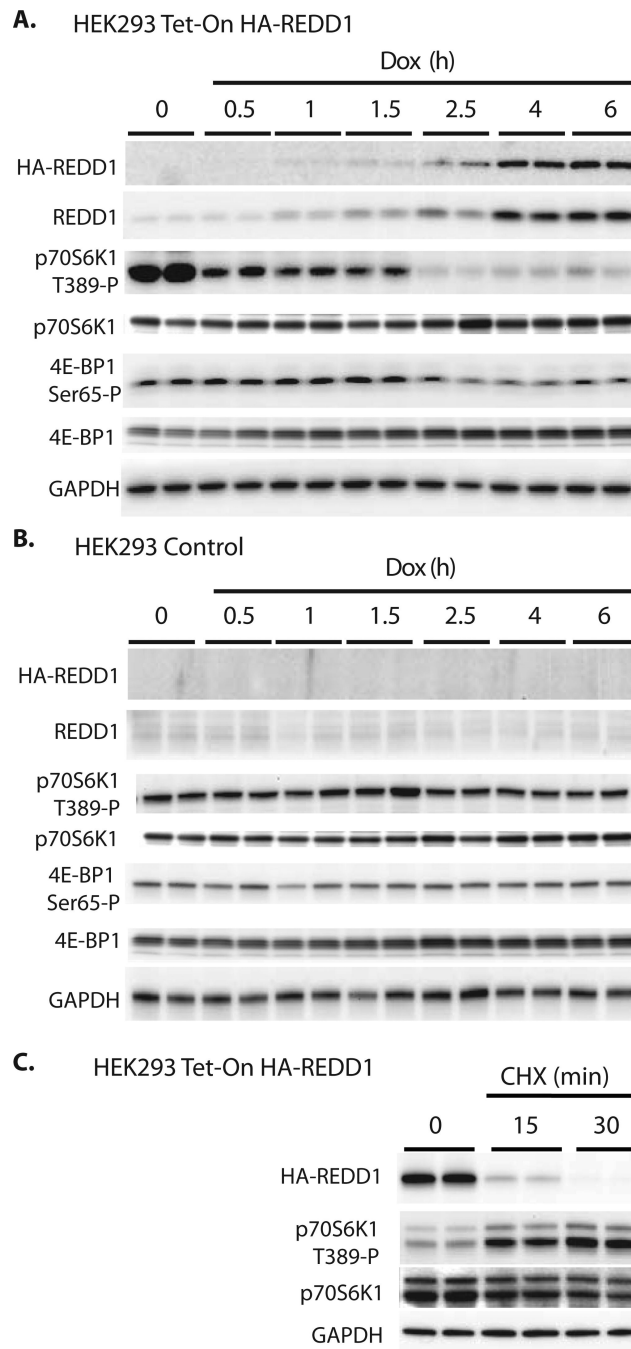 A. HEK293 Tet-On HA-REDD1
Dox (h)
0 0.5 1 1.5 2.5 4 6
HA-REDD1
REDD1
p70S6K1
T389-P
p70S6K1
4E-BP1
Ser65-P
4E-BP1
GAPDH
B. HEK293 Control
Dox (h)
0 0.5 1 1.5 2.5 4 6
HA-REDD1
REDD1
p70S6K1
T389-P
p70S6K1
4E-BP1
Ser65-P
4E-BP1
GAPDH
C. HEK293 Tet-On HA-REDD1
CHX (min)
0 15 30
HA-REDD1
p70S6K1
T389-P
p70S6K1
GAPDH